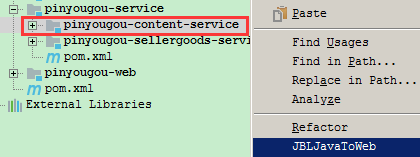 pinyougou-service
pinyougou-content-service
pinyougou-sellergoods-servi
pom.xml
pinyougou-web
pom.xml
External Libraries
Paste
Find Usages
Find in Path...
Replace in Path...
Analyze
Refactor
JBLJavaToWeb